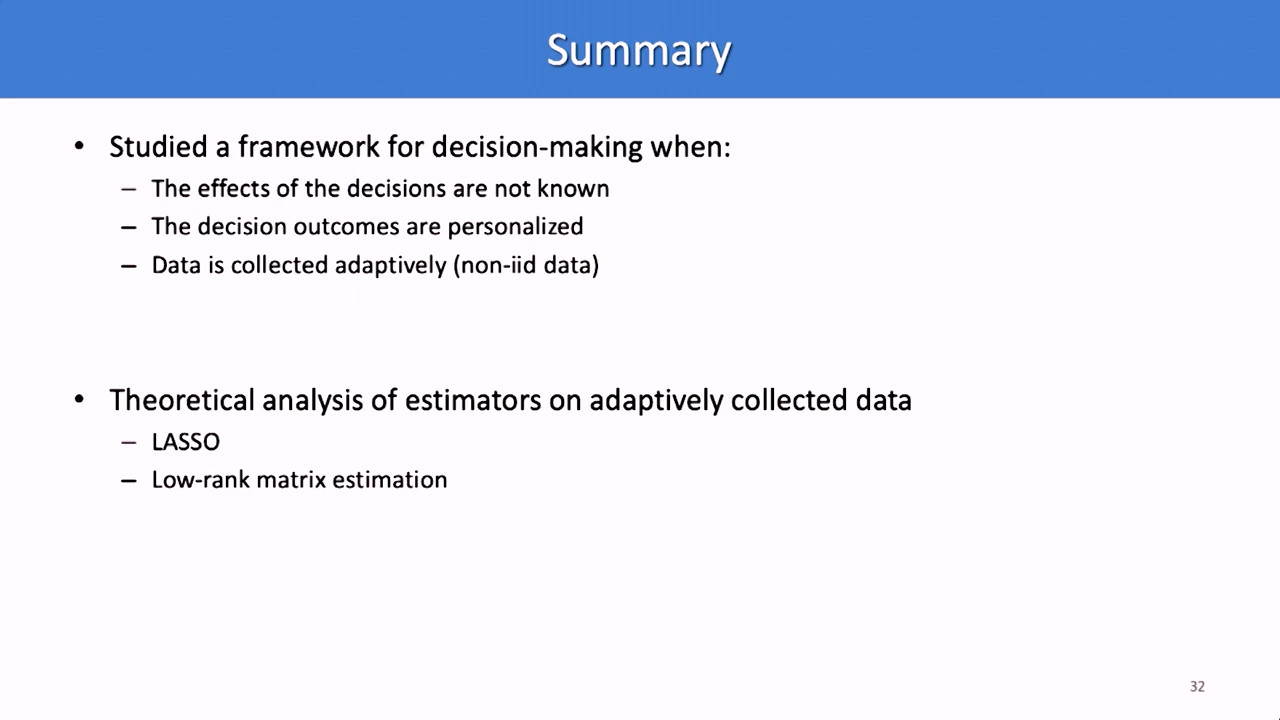 Summary
• Studied a framework for decision-making when:
– The effects of the decisions are not known
– The decision outcomes are personalized
– Data is collected adaptively (non-iid data)
• Theoretical analysis of estimators on adaptively collected data
– LASSO
– Low-rank matrix estimation
32